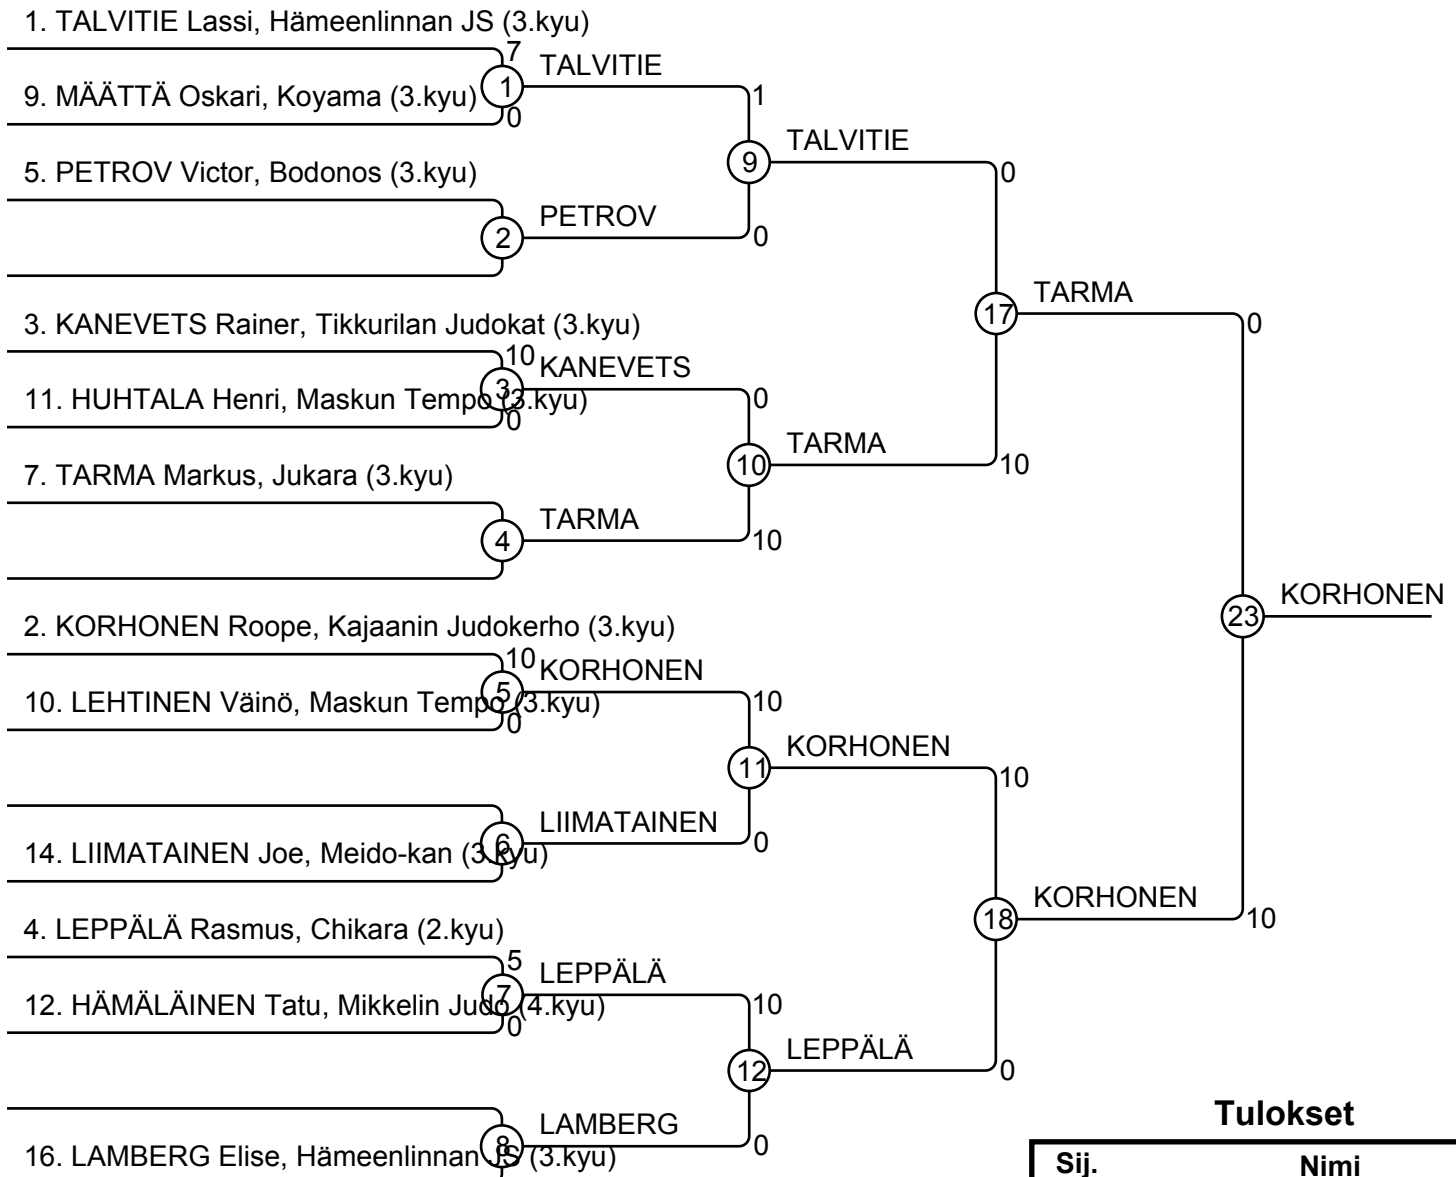 1. TALVITIE Lassi, Hämeenlinnan JS (3.kyu)
7
TALVITIE
1
1
9. MÄÄTTÄ Oskari, Koyama (3.kyu)
0
TALVITIE
9
0
5. PETROV Victor, Bodonos (3.kyu)
PETROV
2
0
TARMA
17
0
3. KANEVETS Rainer, Tikkurilan Judokat (3.kyu)
10
KANEVETS
3
0
11. HUHTALA Henri, Maskun Tempo (3.kyu)
0
TARMA
10
10
7. TARMA Markus, Jukara (3.kyu)
TARMA
4
10
KORHONEN
23
2. KORHONEN Roope, Kajaanin Judokerho (3.kyu)
10
KORHONEN
5
10
10. LEHTINEN Väinö, Maskun Tempo (3.kyu)
0
KORHONEN
11
10
LIIMATAINEN
6
0
14. LIIMATAINEN Joe, Meido-kan (3.kyu)
KORHONEN
18
10
4. LEPPÄLÄ Rasmus, Chikara (2.kyu)
5
LEPPÄLÄ
7
10
12. HÄMÄLÄINEN Tatu, Mikkelin Judo (4.kyu)
0
LEPPÄLÄ
12
0
LAMBERG
8
0
16. LAMBERG Elise, Hämeenlinnan JS (3.kyu)
Tulokset
Sij. Nimi